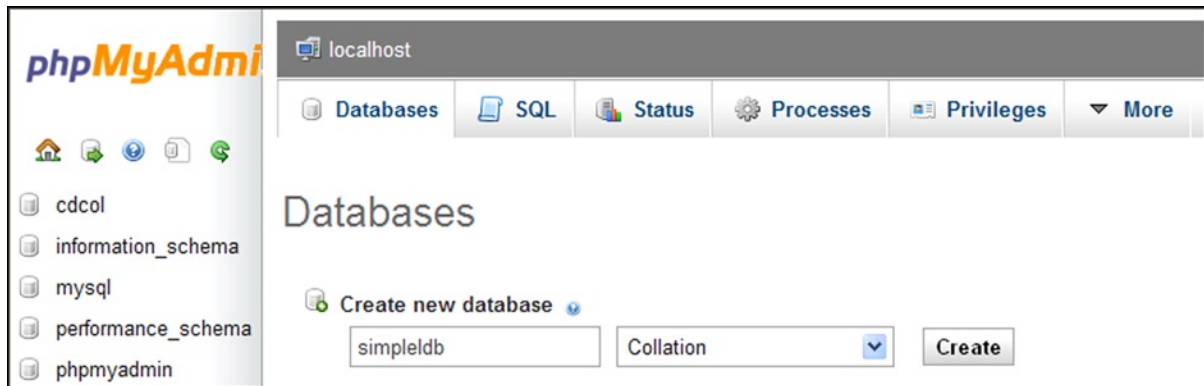 phpMyAdmi
localhost
Databases SQL Status Processes Privileges More
cdcol
information_schema
mysql
performance_schema
phpmyadmin
Databases
Create new database
simpleldb Collation Create